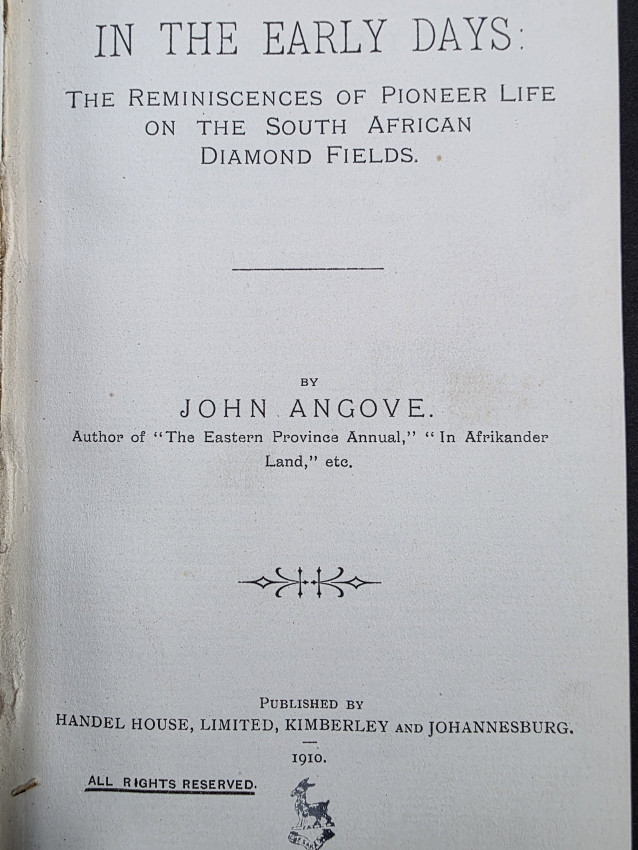 IN THE EARLY DAYS:
THE REMINISCENCES OF PIONEER LIFE
ON THE SOUTH AFRICAN
DIAMOND FIELDS.
BY
JOHN ANGOVE.
Author of "The Eastern Province Annual," "In Afrikander
Land," etc.
PUBLISHED BY
HANDEL HOUSE, LIMITED, KIMBERLEY AND JOHANNESBURG.
1910.
ALL RIGHTS RESERVED.